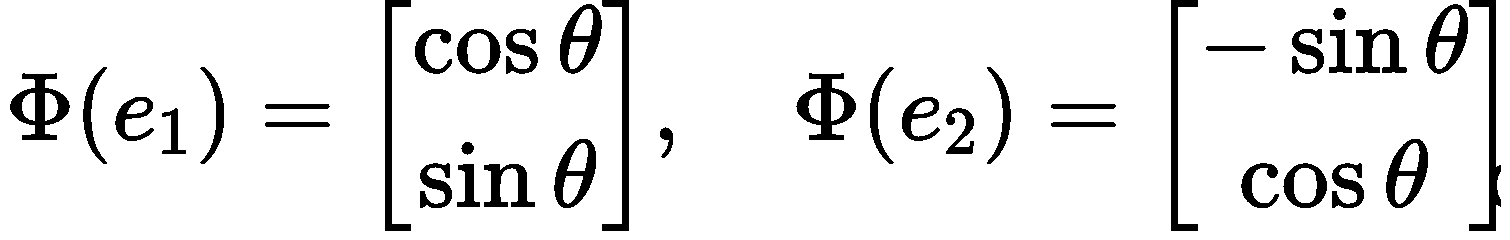 Φ(e₁) = [cos θ; sin θ], Φ(e₂) = [− sin θ; cos θ]